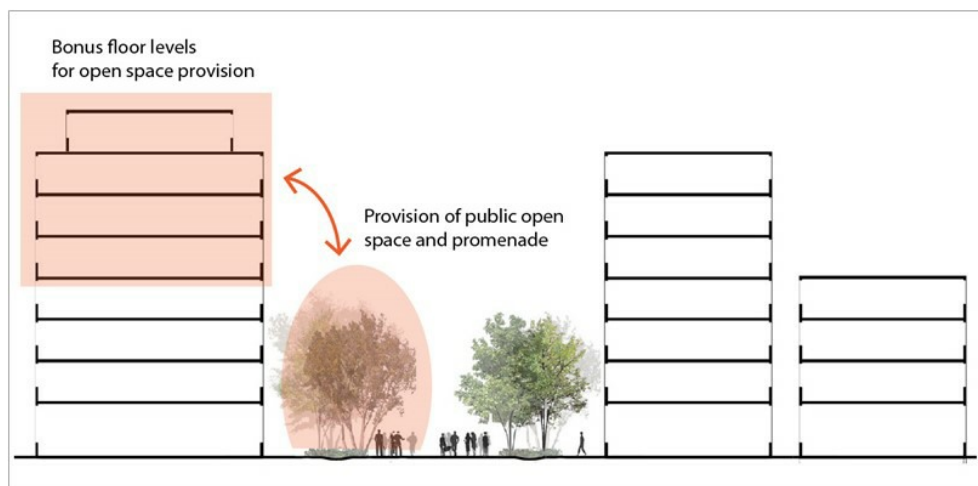 Bonus floor levels
for open space provision
Provision of public open
space and promenade